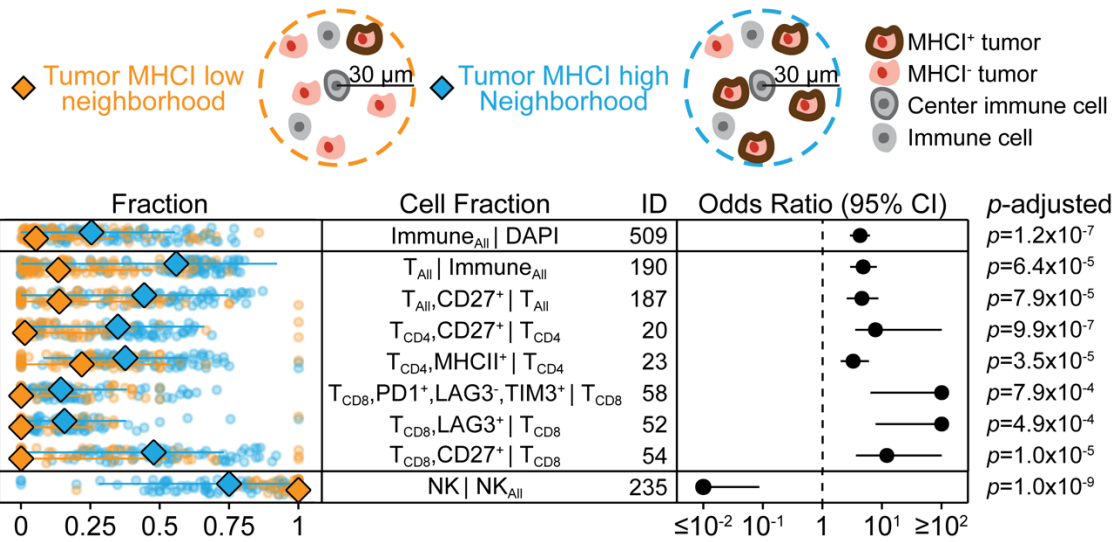 Tumor MHCI low
neighborhood
30 µm
Tumor MHCI high
Neighborhood
30 µm
MHCI⁺ tumor
MHCI⁻ tumor
Center immune cell
Immune cell
Fraction Cell Fraction ID Odds Ratio (95% CI) p-adjusted
Immune_All | DAPI 509 p=1.2x10⁻⁷
T_All | Immune_All 190 p=6.4x10⁻⁵
T_All,CD27⁺ | T_All 187 p=7.9x10⁻⁵
T_CD4,CD27⁺ | T_CD4 20 p=9.9x10⁻⁷
T_CD4,MHCII⁺ | T_CD4 23 p=3.5x10⁻⁵
T_CD8,PD1⁺,LAG3⁻,TIM3⁺ | T_CD8 58 p=7.9x10⁻⁴
T_CD8,LAG3⁺ | T_CD8 52 p=4.9x10⁻⁴
T_CD8,CD27⁺ | T_CD8 54 p=1.0x10⁻⁵
NK | NK_All 235 p=1.0x10⁻⁹
0 0.25 0.5 0.75 1 ≤10⁻² 10⁻¹ 1 10¹ ≥10²